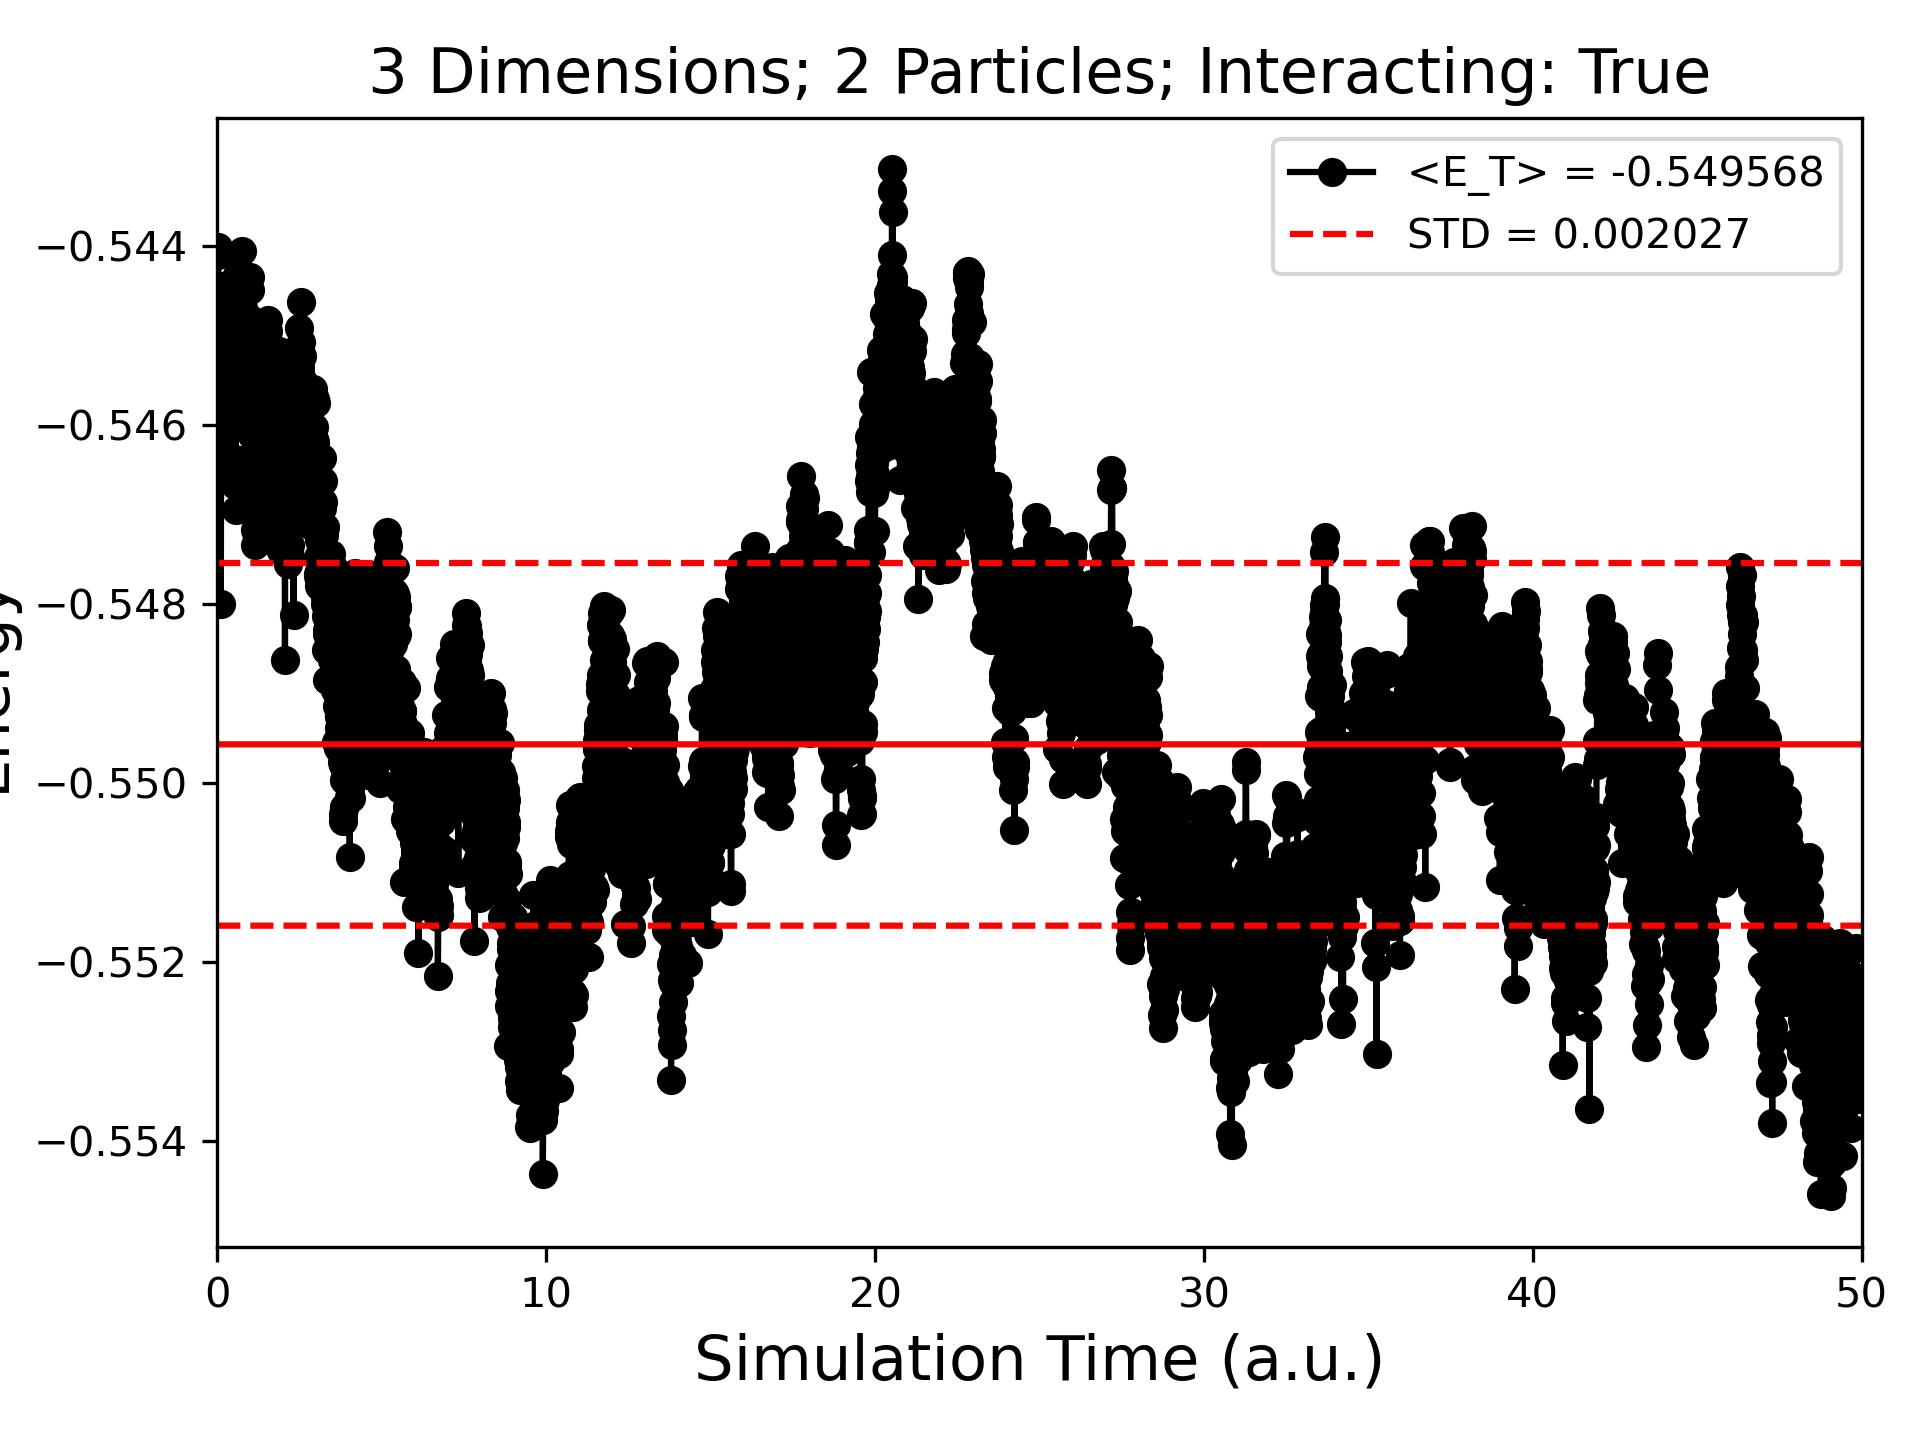 3 Dimensions; 2 Particles; Interacting: True
<E_T> = -0.549568
STD = 0.002027
Energy
−0.544
−0.546
−0.548
−0.550
−0.552
−0.554
0 10 20 30 40 50
Simulation Time (a.u.)